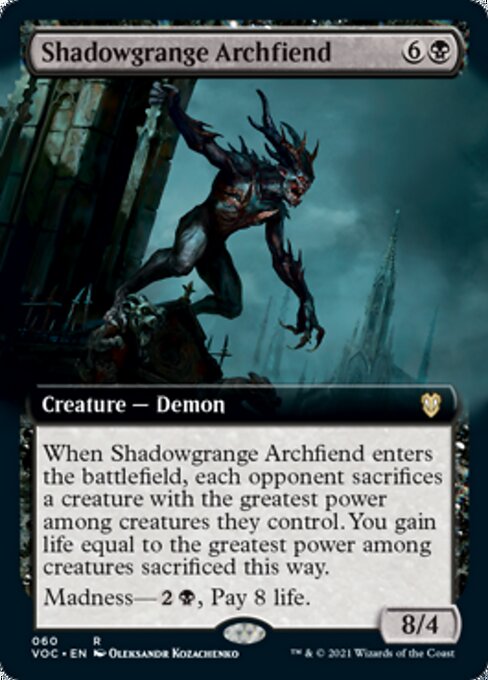 Shadowgrange Archfiend 6
Creature — Demon
When Shadowgrange Archfiend enters
the battlefield, each opponent sacrifices
a creature with the greatest power
among creatures they control. You gain
life equal to the greatest power among
creatures sacrificed this way.
Madness—2, Pay 8 life.
8/4
060 R
VOC • EN Oleksandr Kozachenko
™ & © 2021 Wizards of the Coast